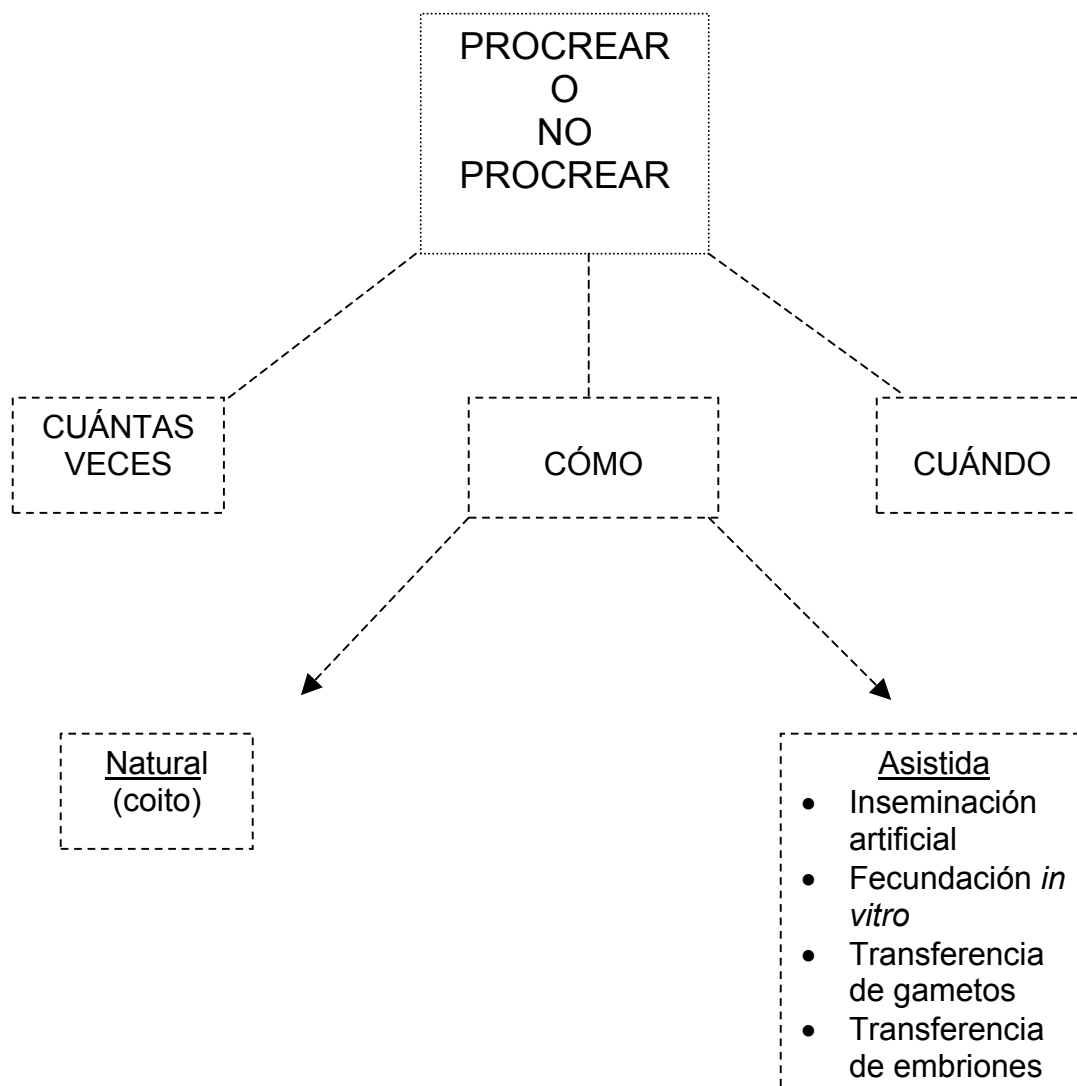 PROCREAR
O
NO
PROCREAR
CUÁNTAS
VECES
CÓMO
CUÁNDO
Natural
(coito)
Asistida
• Inseminación
artificial
• Fecundación in
vitro
• Transferencia
de gametos
• Transferencia
de embriones